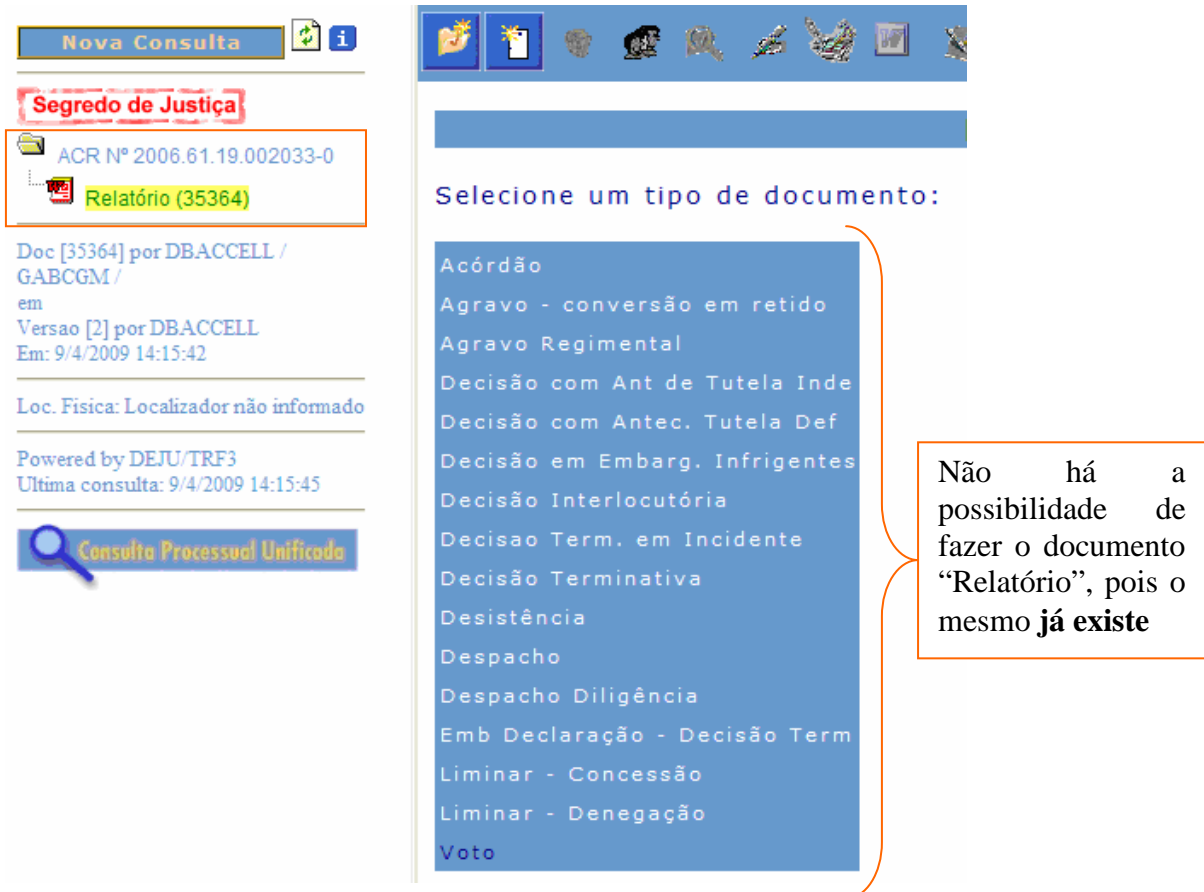 Nova Consulta
Segredo de Justiça
ACR Nº 2006.61.19.002033-0
Relatório (35364)
Doc [35364] por DBACCELL /
GABCGM /
em
Versao [2] por DBACCELL
Em: 9/4/2009 14:15:42
Loc. Fisica: Localizador não informado
Powered by DEJU/TRF3
Ultima consulta: 9/4/2009 14:15:45
Consulta Processual Unificada
Selecione um tipo de documento:
Acórdão
Agravo - conversão em retido
Agravo Regimental
Decisão com Ant de Tutela Inde
Decisão com Antec. Tutela Def
Decisão em Embarg. Infrigentes
Decisão Interlocutória
Decisao Term. em Incidente
Decisão Terminativa
Desistência
Despacho
Despacho Diligência
Emb Declaração - Decisão Term
Liminar - Concessão
Liminar - Denegação
Voto
Não há a
possibilidade de
fazer o documento
“Relatório”, pois o
mesmo já existe